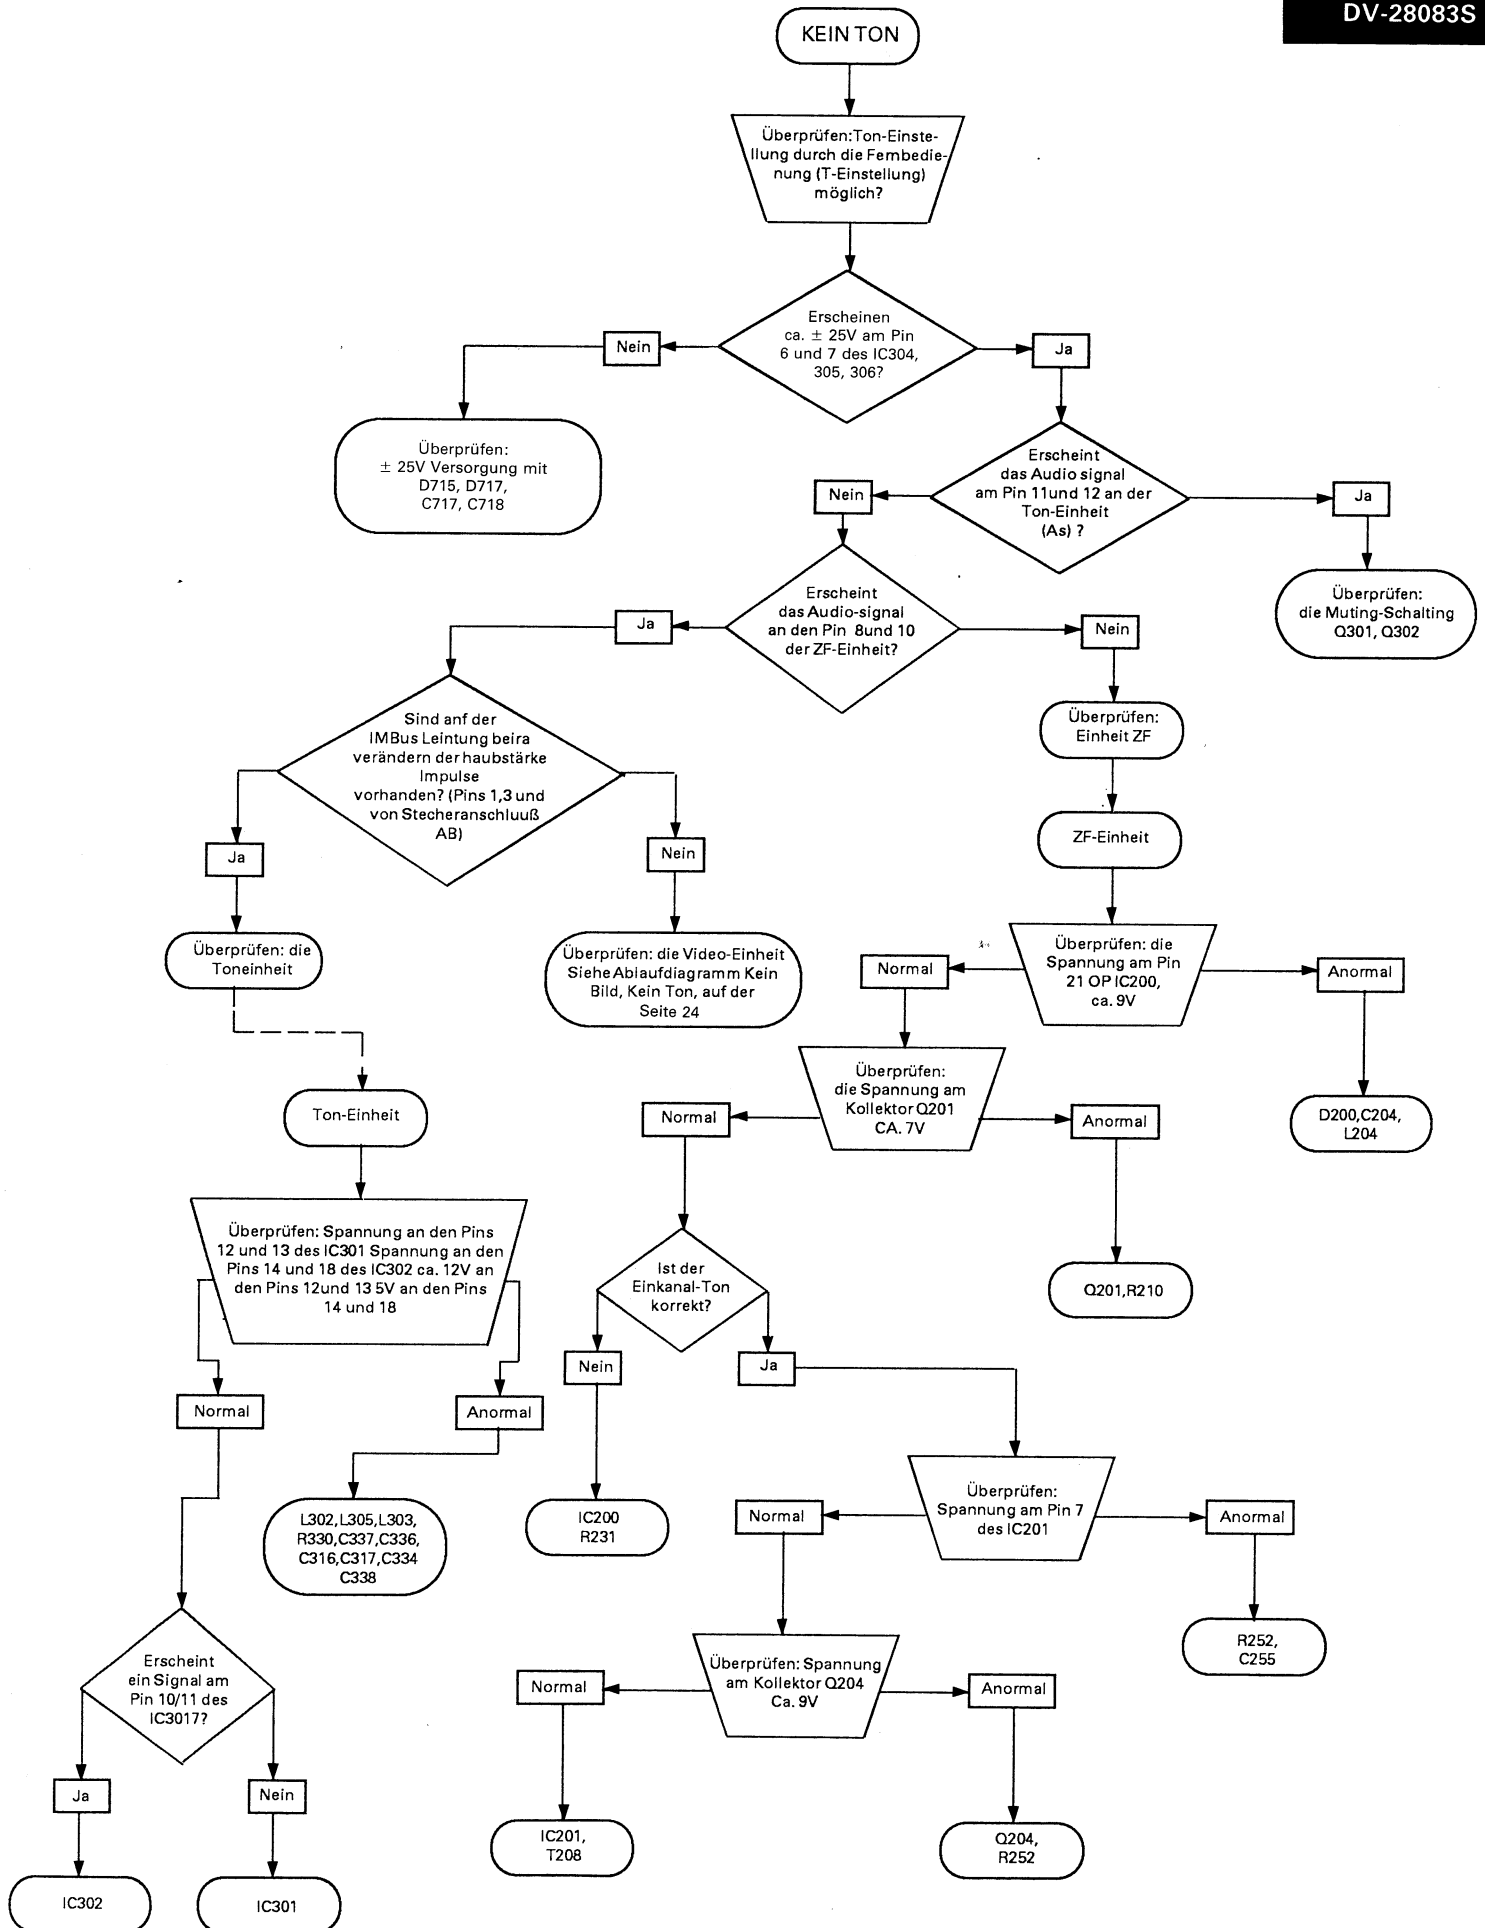 DV-28083S
KEIN TON
Überprüfen:Ton-Einste-
llung durch die Fembedie-
nung (T-Einstellung)
möglich?
Erscheinen
ca. ± 25V am Pin
6 und 7 des IC304,
305, 306?
Nein
Ja
Überprüfen:
± 25V Versorgung mit
D715, D717,
C717, C718
Erscheint
das Audio signal
am Pin 11und 12 an der
Ton-Einheit
(As) ?
Nein
Ja
Überprüfen:
die Muting-Schalting
Q301, Q302
Erscheint
das Audio-signal
an den Pin 8und 10
der ZF-Einheit?
Ja
Nein
Sind auf der
IMBus Leintung beira
verändern der haubstärke
Impulse
vorhanden? (Pins 1,3 und
von Stecheranschluuß
AB)
Überprüfen:
Einheit ZF
ZF-Einheit
Ja
Nein
Überprüfen: die
Toneinheit
Überprüfen: die Video-Einheit
Siehe Ablaufdiagramm Kein
Bild, Kein Ton, auf der
Seite 24
Überprüfen: die
Spannung am Pin
21 OP IC200,
ca. 9V
Normal
Anormal
Überprüfen:
die Spannung am
Kollektor Q201
CA. 7V
D200,C204,
L204
Ton-Einheit
Normal
Anormal
Überprüfen: Spannung an den Pins
12 und 13 des IC301 Spannung an den
Pins 14 und 18 des IC302 ca. 12V an
den Pins 12und 13 5V an den Pins
14 und 18
Ist der
Einkanal-Ton
korrekt?
Q201,R210
Nein
Ja
Normal
Anormal
L302,L305,L303,
R330,C337,C336,
C316,C317,C334
C338
IC200
R231
Überprüfen:
Spannung am Pin 7
des IC201
Normal
Anormal
R252,
C255
Erscheint
ein Signal am
Pin 10/11 des
IC3017?
Überprüfen: Spannung
am Kollektor Q204
Ca. 9V
Normal
Anormal
Ja
Nein
IC201,
T208
Q204,
R252
IC302
IC301